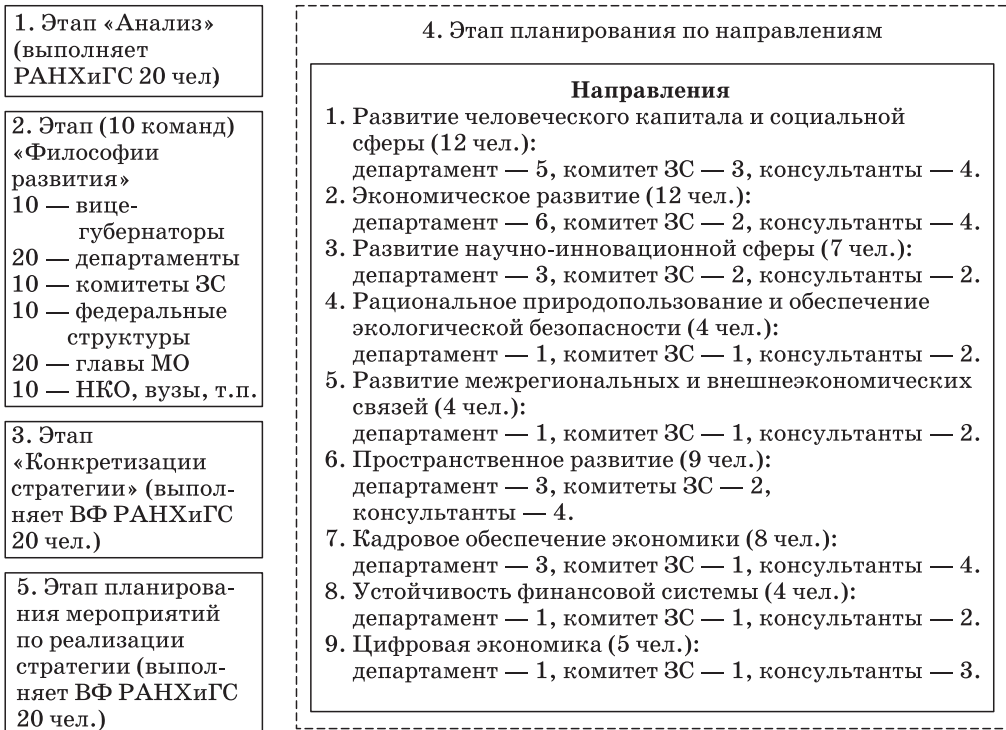 1. Этап «Анализ»
(выполняет
РАНХиГС 20 чел)
2. Этап (10 команд)
«Философии
развития»
10 — вице-
губернаторы
20 — департаменты
10 — комитеты ЗС
10 — федеральные
структуры
20 — главы МО
10 — НКО, вузы, т.п.
3. Этап
«Конкретизации
стратегии» (выпол-
няет ВФ РАНХиГС
20 чел.)
5. Этап планирова-
ния мероприятий
по реализации
стратегии (выпол-
няет ВФ РАНХиГС
20 чел.)
4. Этап планирования по направлениям
Направления
1. Развитие человеческого капитала и социальной
сферы (12 чел.):
департамент — 5, комитет ЗС — 3, консультанты — 4.
2. Экономическое развитие (12 чел.):
департамент — 6, комитет ЗС — 2, консультанты — 4.
3. Развитие научно-инновационной сферы (7 чел.):
департамент — 3, комитет ЗС — 2, консультанты — 2.
4. Рациональное природопользование и обеспечение
экологической безопасности (4 чел.):
департамент — 1, комитет ЗС — 1, консультанты — 2.
5. Развитие межрегиональных и внешнеэкономических
связей (4 чел.):
департамент — 1, комитет ЗС — 1, консультанты — 2.
6. Пространственное развитие (9 чел.):
департамент — 3, комитеты ЗС — 2,
консультанты — 4.
7. Кадровое обеспечение экономики (8 чел.):
департамент — 3, комитет ЗС — 1, консультанты — 4.
8. Устойчивость финансовой системы (4 чел.):
департамент — 1, комитет ЗС — 1, консультанты — 2.
9. Цифровая экономика (5 чел.):
департамент — 1, комитет ЗС — 1, консультанты — 3.